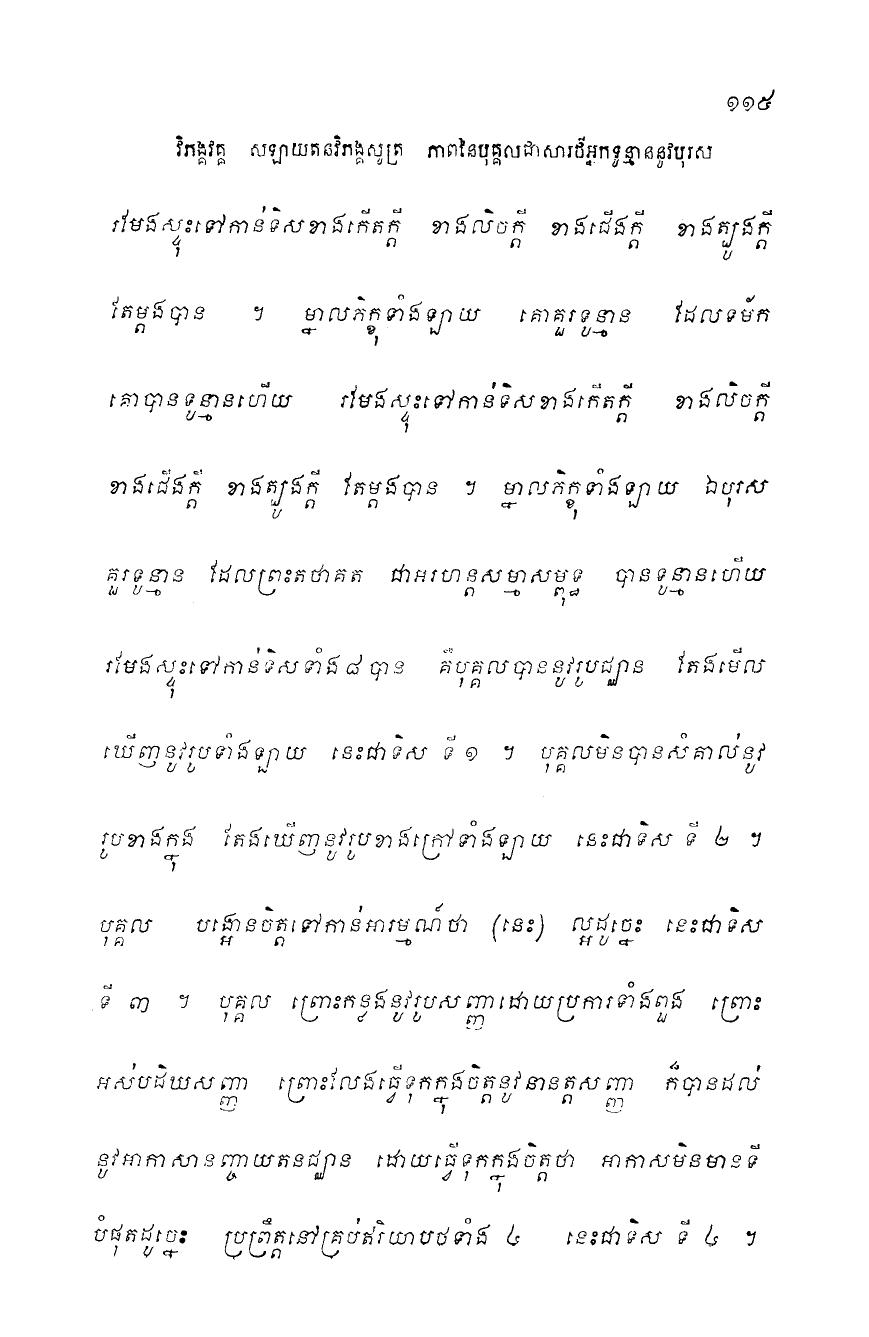 ១១៥
វិភង្គវគ្គ សឡាយតនវិភង្គសូត្រ ភាពនៃបុគ្គលជាសារថីអ្នកទូន្មាននូវបុរស
រមែងស្ទុះទៅកាន់ទិសខាងកើតក្តី ខាងលិចក្តី ខាងជើងក្តី ខាងត្បូងក្តី
តែម្តងបាន ។ ម្នាលភិក្ខុទាំងឡាយ គោគួរទូន្មាន ដែលទម័ក
គោបានទូន្មានហើយ រមែងស្ទុះទៅកាន់ទិសខាងកើតក្តី ខាងលិចក្តី
ខាងជើងក្តី ខាងត្បូងក្តី តែម្តងបាន ។ ម្នាលភិក្ខុទាំងឡាយ ឯបុរស
គួរទូន្មាន ដែលព្រះតថាគត ជាអរហន្តសម្មាសម្ពុទ្ធ បានទូន្មានហើយ
រមែងស្ទុះទៅកាន់ទិសទាំង៨បាន គឺបុគ្គលបាននូវរូបជ្ឈាន តែងមើល
ឃើញនូវរូបទាំងឡាយ នេះជាទិស ទី ១ ។ បុគ្គលមិនបានសំគាល់នូវ
រូបខាងក្នុង តែងឃើញនូវរូបខាងក្រៅទាំងឡាយ នេះជាទិស ទី ២ ។
បុគ្គល បង្អោនចិត្តទៅកាន់អារម្មណ៍ថា (នេះ) ល្អដូច្នេះ នេះជាទិស
ទី ៣ ។ បុគ្គល ព្រោះកន្លងនូវរូបសញ្ញាដោយប្រការទាំងពួង ព្រោះ
អស់បដិឃសញ្ញា ព្រោះលែងធ្វើទុកក្នុងចិត្តនូវនានត្តសញ្ញា ក៏បានដល់
នូវអាកាសានញ្ចាយតនជ្ឈាន ដោយធ្វើទុកក្នុងចិត្តថា អាកាសមិនមានទី
បំផុតដូច្នេះ ប្រព្រឹត្តនៅគ្រប់ឥរិយាបថទាំង ៤ នេះជាទិស ទី ៤ ។